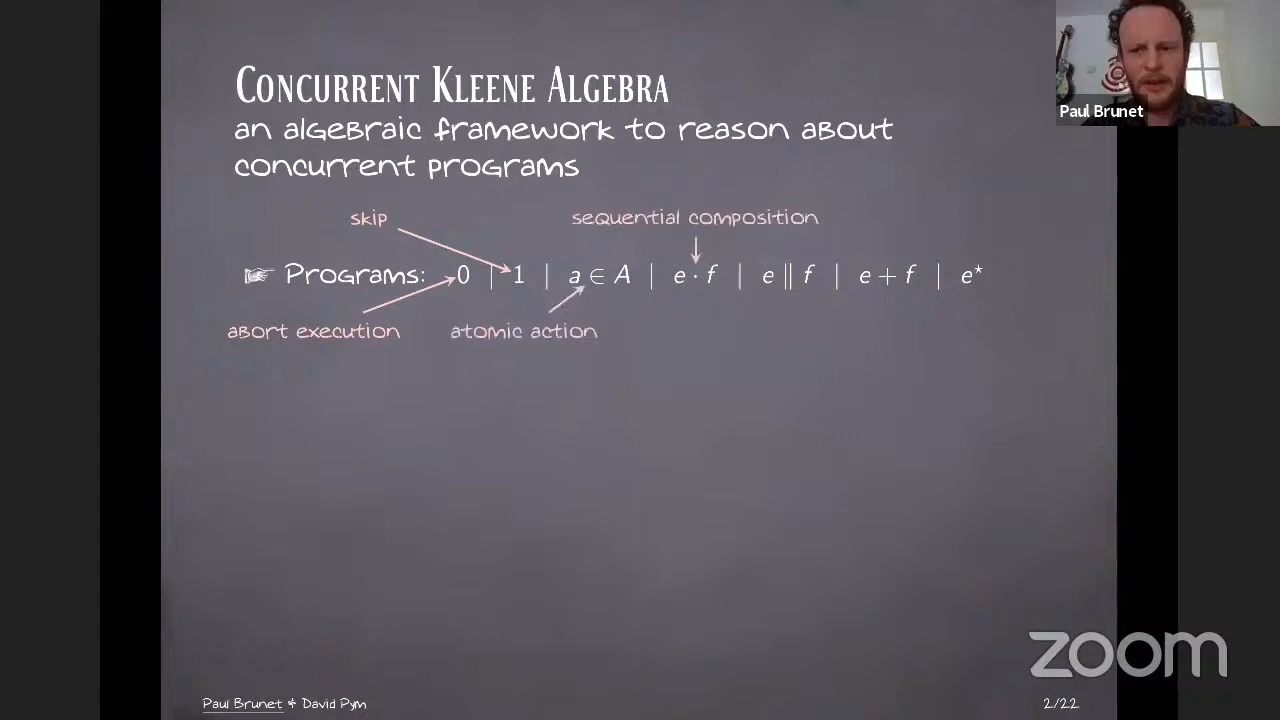 Concurrent Kleene Algebra
an algebraic framework to reason about
concurrent programs
Paul Brunet
skip
sequential composition
☞ Programs: 0 | 1 | a ∈ A | e · f | e ∥ f | e + f | e⋆
abort execution
atomic action
zoom
Paul Brunet & David Pym
2/22